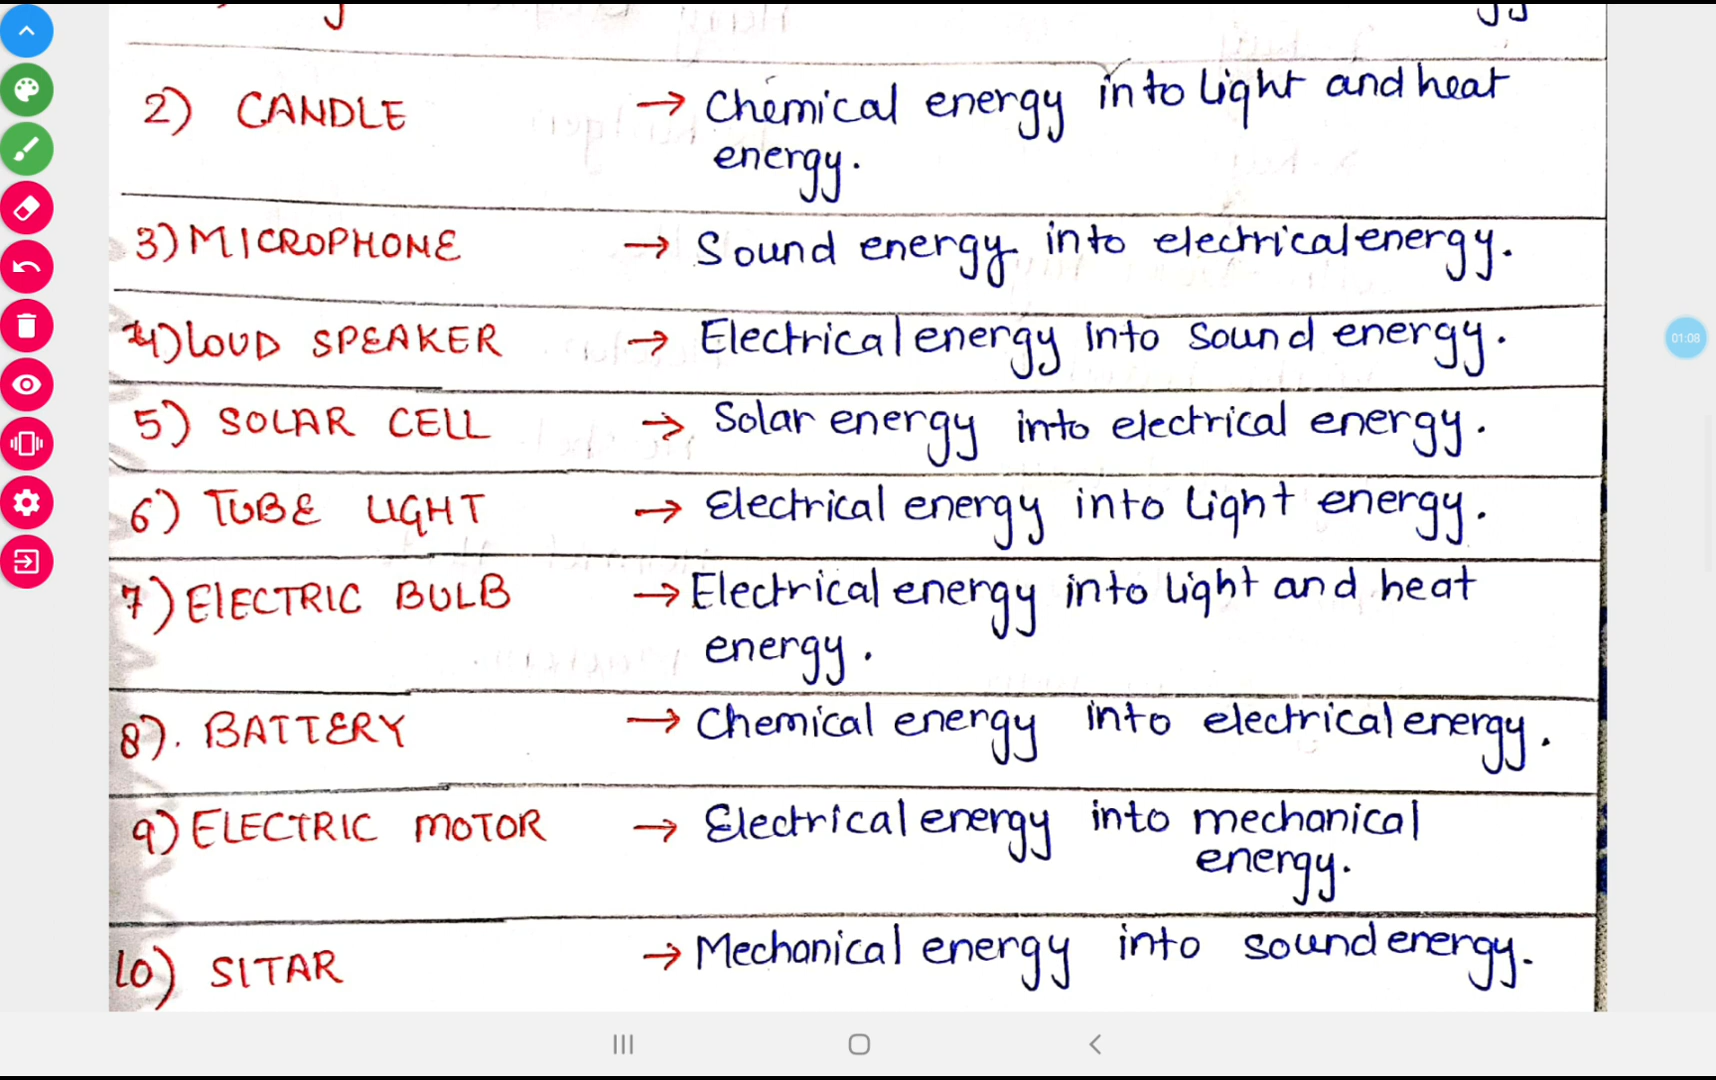 2) CANDLE → Chemical energy into light and heat
energy.
3) MICROPHONE → Sound energy into electrical energy.
4) LOUD SPEAKER → Electrical energy into sound energy.
5) SOLAR CELL → Solar energy into electrical energy.
6) TUBE LIGHT → Electrical energy into light energy.
7) ElECTRIC BULB → Electrical energy into light and heat
energy.
8). BATTERY → Chemical energy into electrical energy.
9) ELECTRIC MOTOR → Electrical energy into mechanical
energy.
10) SITAR → Mechanical energy into sound energy.
01:08